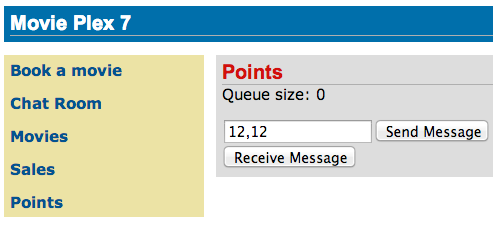 Movie Plex 7
Book a movie
Chat Room
Movies
Sales
Points
Points
Queue size: 0
12,12 Send Message
Receive Message